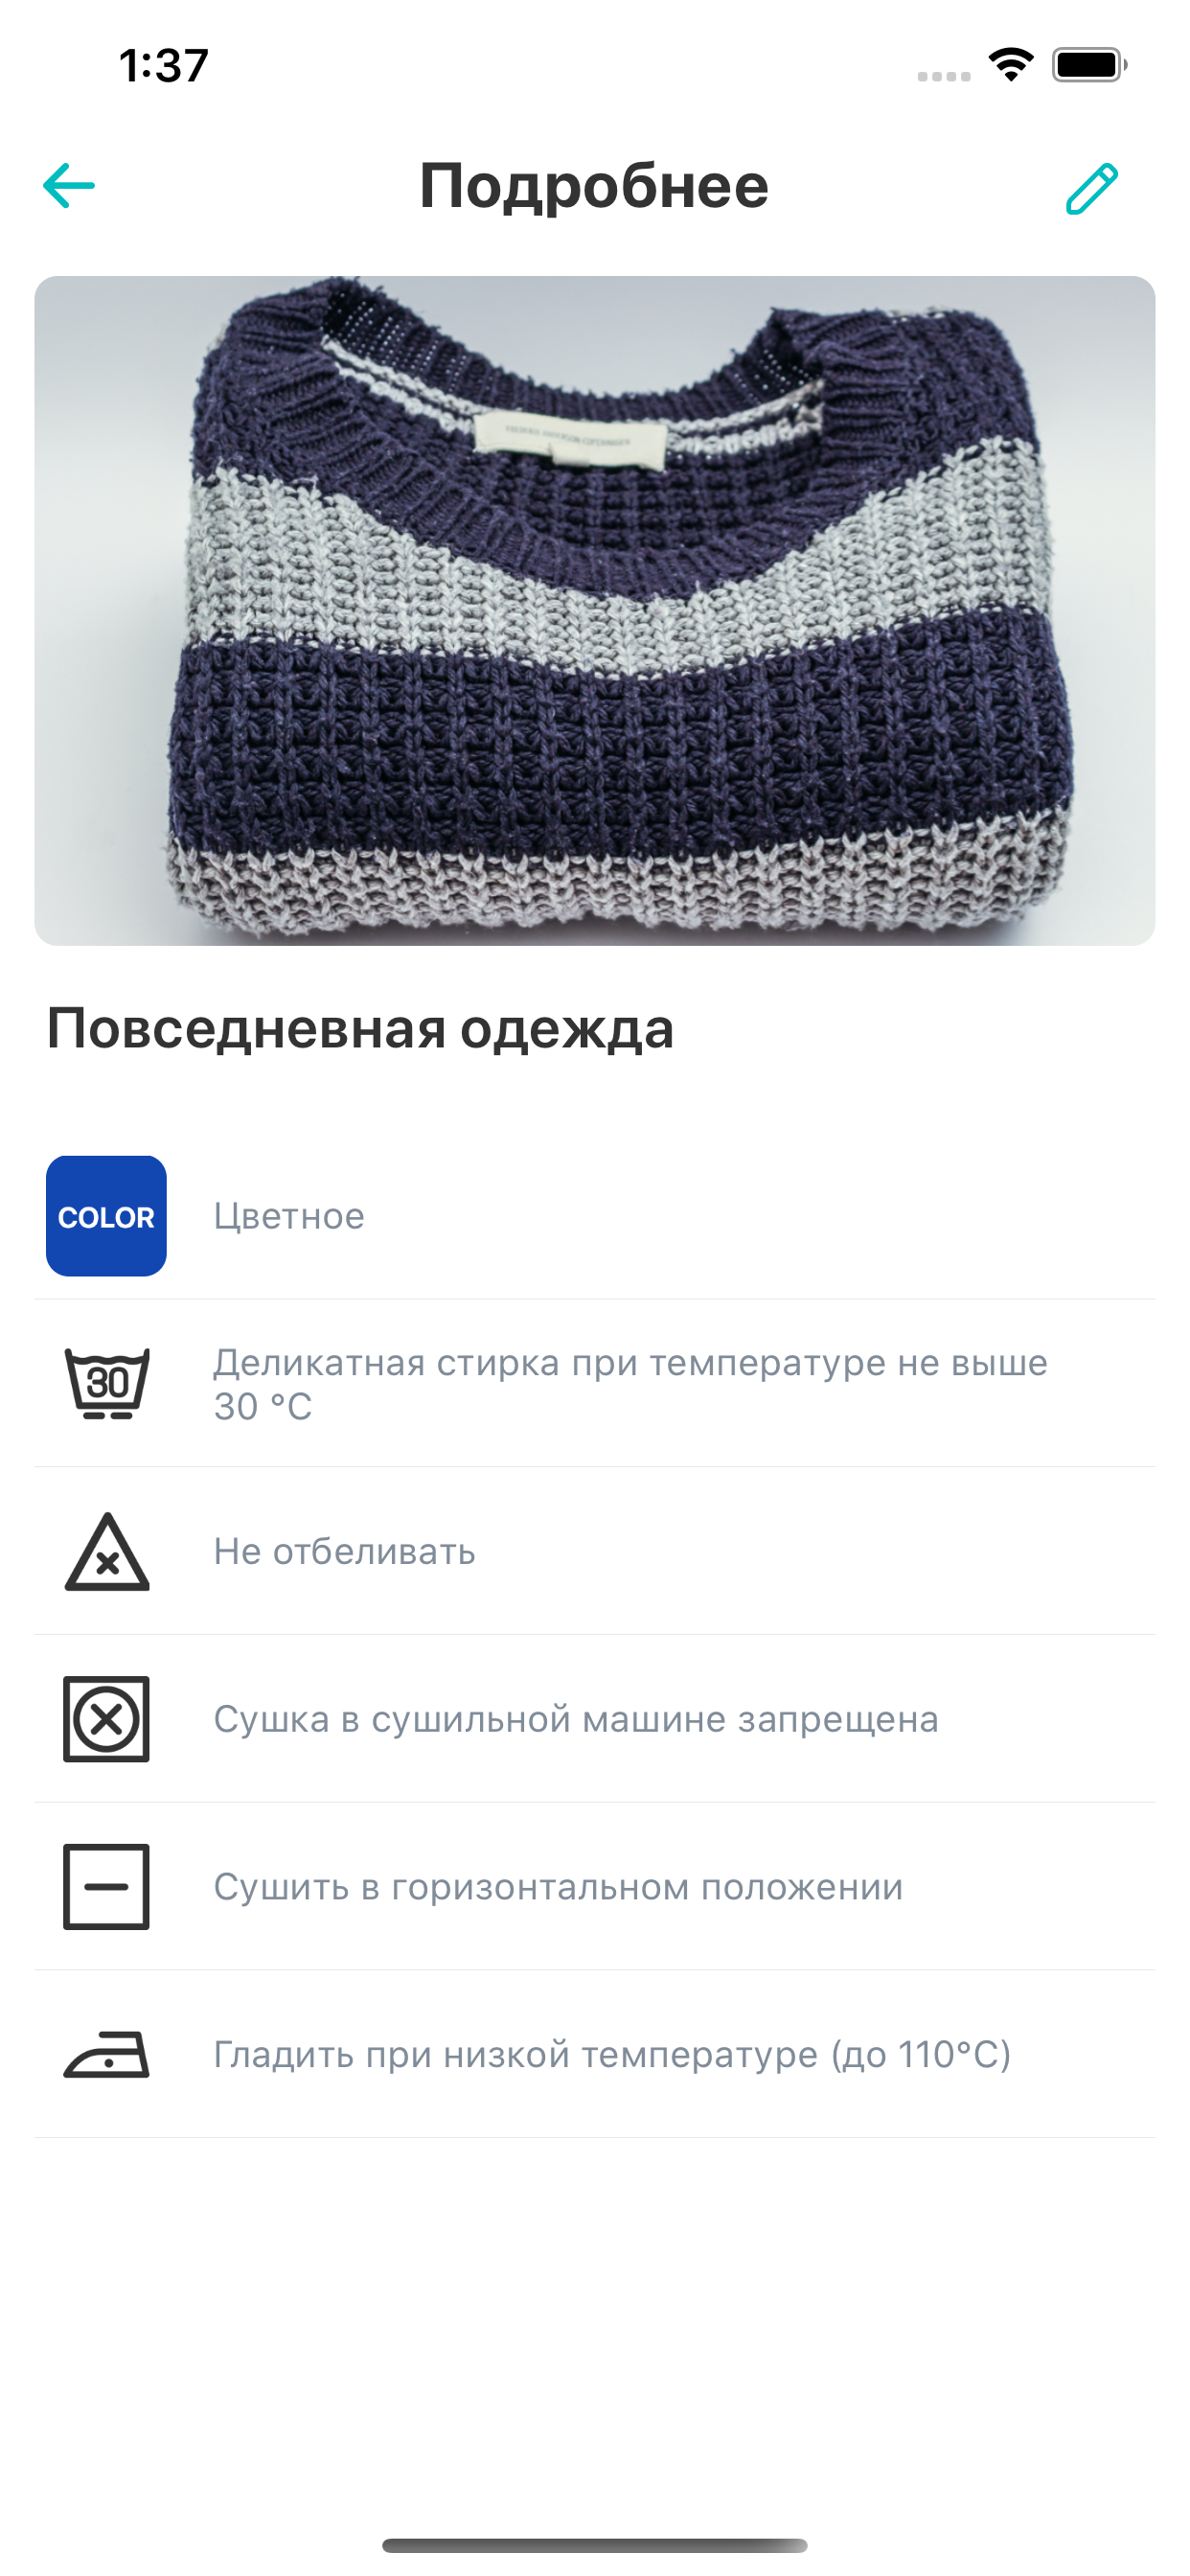 1:37
Подробнее
Повседневная одежда
COLOR
Цветное
30
Деликатная стирка при температуре не выше
30 °C
Не отбеливать
Сушка в сушильной машине запрещена
Сушить в горизонтальном положении
Гладить при низкой температуре (до 110°C)